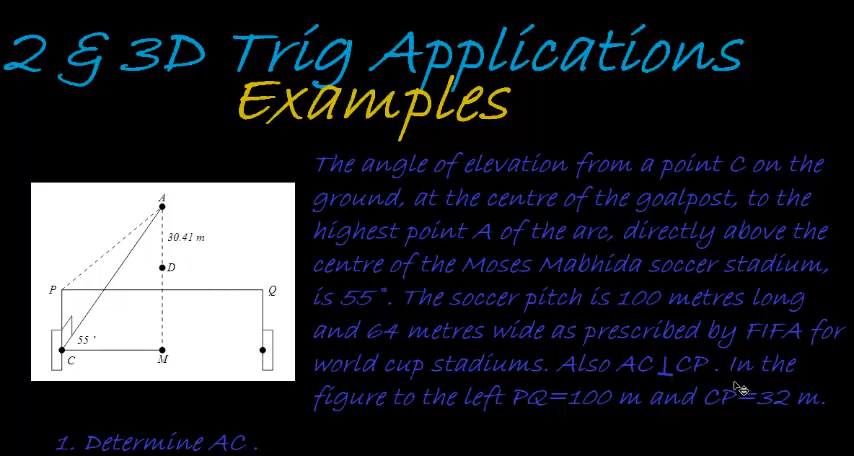 2 & 3D Trig Applications
Examples
The angle of elevation from a point C on the
ground, at the centre of the goalpost, to the
highest point A of the arc, directly above the
centre of the Moses Mabhida soccer stadium,
is 55°. The soccer pitch is 100 metres long
and 64 metres wide as prescribed by FIFA for
world cup stadiums. Also AC⊥CP. In the
figure to the left PQ=100 m and CP=32 m.
A
30.41 m
D
P
Q
55 °
C
M
1. Determine AC.